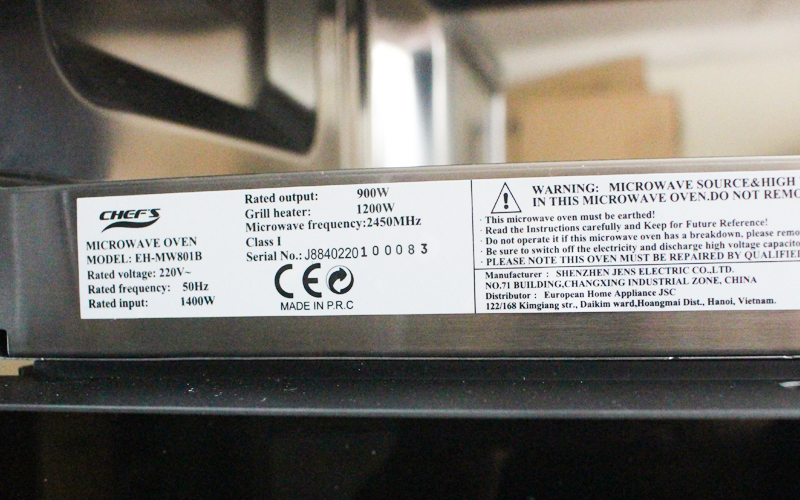 CHEF'S
MICROWAVE OVEN
MODEL: EH-MW801B
Rated voltage: 220V~
Rated frequency: 50Hz
Rated input: 1400W
Rated output: 900W
Grill heater: 1200W
Microwave frequency:2450MHz
Class I
Serial No.: J88402201 0 0 0 8 3
CE
MADE IN P.R.C
WARNING: MICROWAVE SOURCE&HIGH
IN THIS MICROWAVE OVEN.DO NOT REMO
· This microwave oven must be earthed!
· Read the Instructions carefully and Keep for Future Reference!
· Do not operate it if this microwave oven has a breakdown, please remo
· Be sure to switch off the electricity and discharge high voltage capacito
· PLEASE NOTE THIS OVEN MUST BE REPAIRED BY QUALIFIE
Manufacturer : SHENZHEN JENS ELECTRIC CO.,LTD.
NO.71 BUILDING,CHANGXING INDUSTRIAL ZONE, CHINA
Distributor : European Home Appliance JSC
122/168 Kimgiang str., Daikim ward,Hoangmai Dist., Hanoi, Vietnam.